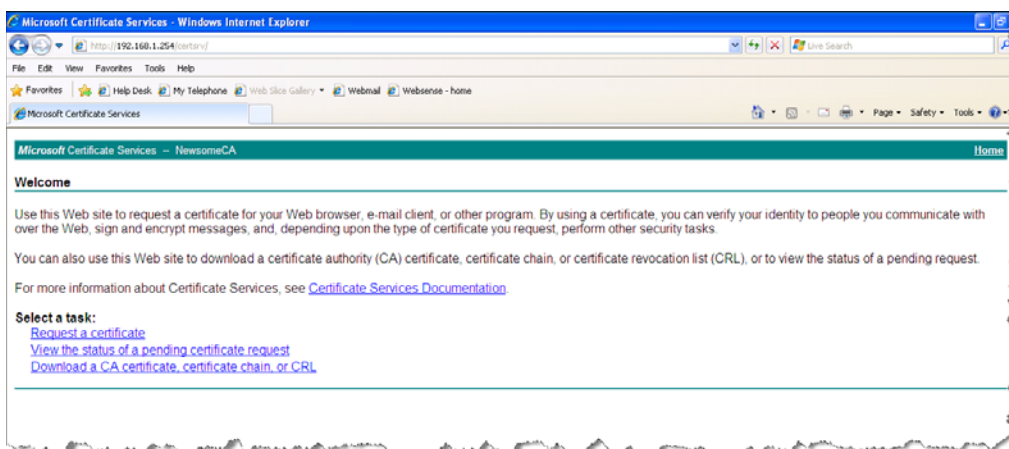 Microsoft Certificate Services - Windows Internet Explorer
http://192.168.1.254/certsrv/
Live Search
File Edit View Favorites Tools Help
Favorites Help Desk My Telephone Web Slice Gallery Webmail Websense - home
Microsoft Certificate Services
Page Safety Tools
Microsoft Certificate Services -- NewsomeCA Home
Welcome
Use this Web site to request a certificate for your Web browser, e-mail client, or other program. By using a certificate, you can verify your identity to people you communicate with
over the Web, sign and encrypt messages, and, depending upon the type of certificate you request, perform other security tasks.
You can also use this Web site to download a certificate authority (CA) certificate, certificate chain, or certificate revocation list (CRL), or to view the status of a pending request.
For more information about Certificate Services, see Certificate Services Documentation.
Select a task:
Request a certificate
View the status of a pending certificate request
Download a CA certificate, certificate chain, or CRL